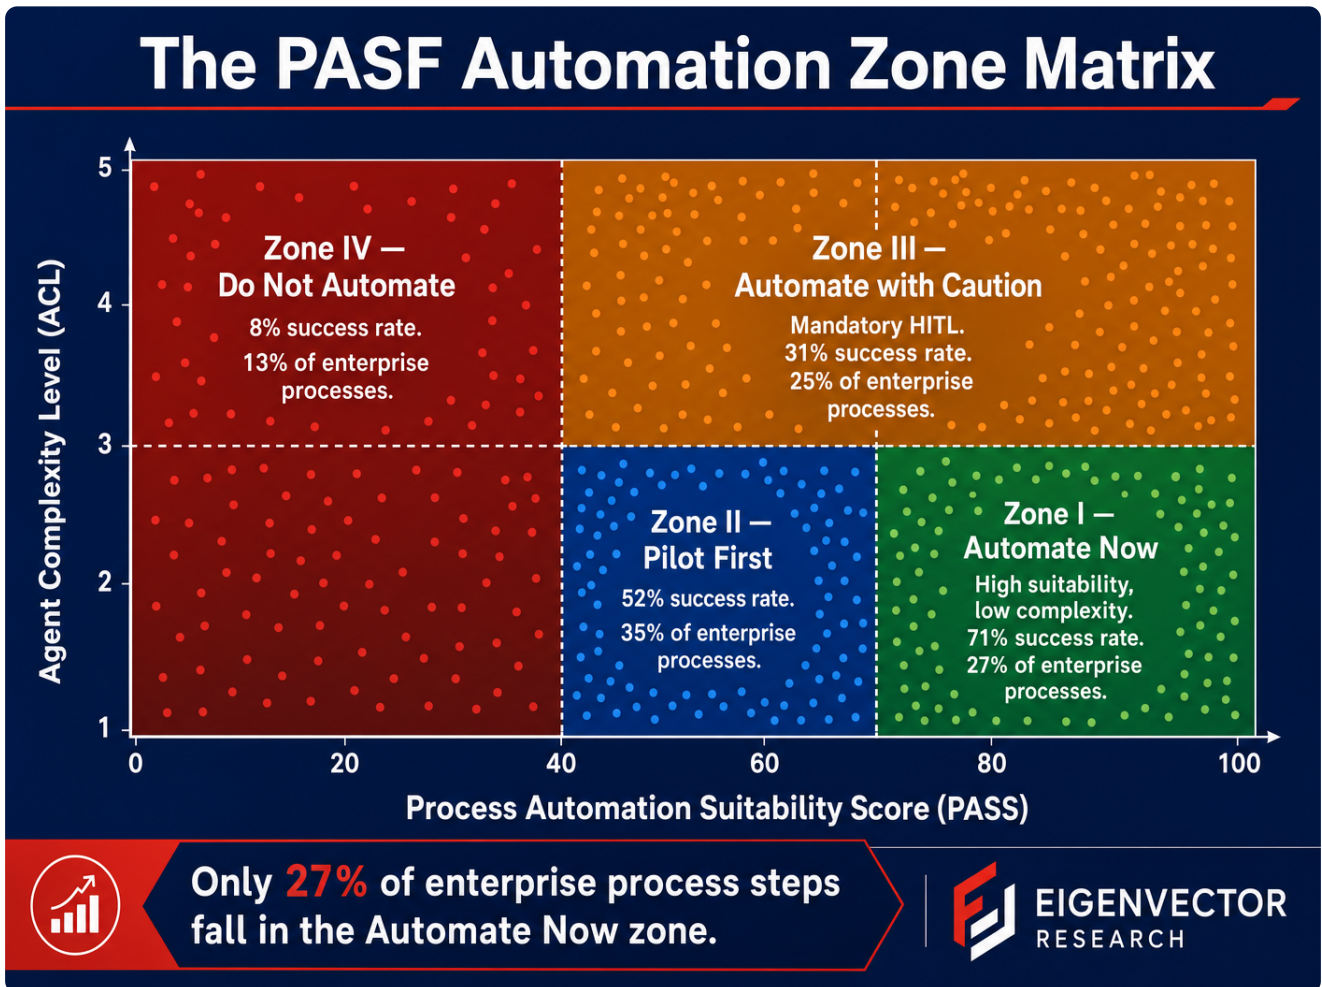 The PASF Automation Zone Matrix
Agent Complexity Level (ACL)
5
4
3
2
1
Zone IV —
Do Not Automate
8% success rate.
13% of enterprise
processes.
Zone III —
Automate with Caution
Mandatory HITL.
31% success rate.
25% of enterprise
processes.
Zone II —
Pilot First
52% success rate.
35% of enterprise
processes.
Zone I —
Automate Now
High suitability,
low complexity.
71% success rate.
27% of enterprise
processes.
0 20 40 60 80 100
Process Automation Suitability Score (PASS)
Only 27% of enterprise process steps
fall in the Automate Now zone.
EIGENVECTOR
RESEARCH